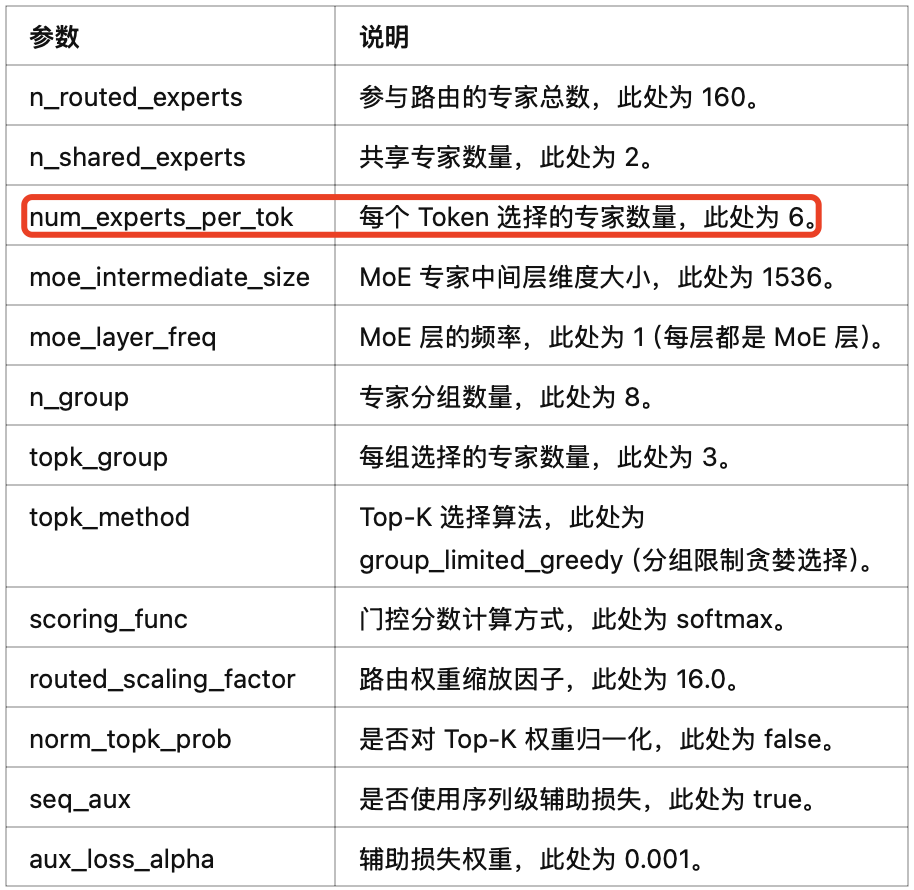 参数 说明
n_routed_experts 参与路由的专家总数，此处为 160。
n_shared_experts 共享专家数量，此处为 2。
num_experts_per_tok 每个 Token 选择的专家数量，此处为 6。
moe_intermediate_size MoE 专家中间层维度大小，此处为 1536。
moe_layer_freq MoE 层的频率，此处为 1（每层都是 MoE 层）。
n_group 专家分组数量，此处为 8。
topk_group 每组选择的专家数量，此处为 3。
topk_method Top-K 选择算法，此处为
group_limited_greedy（分组限制贪婪选择）。
scoring_func 门控分数计算方式，此处为 softmax。
routed_scaling_factor 路由权重缩放因子，此处为 16.0。
norm_topk_prob 是否对 Top-K 权重归一化，此处为 false。
seq_aux 是否使用序列级辅助损失，此处为 true。
aux_loss_alpha 辅助损失权重，此处为 0.001。